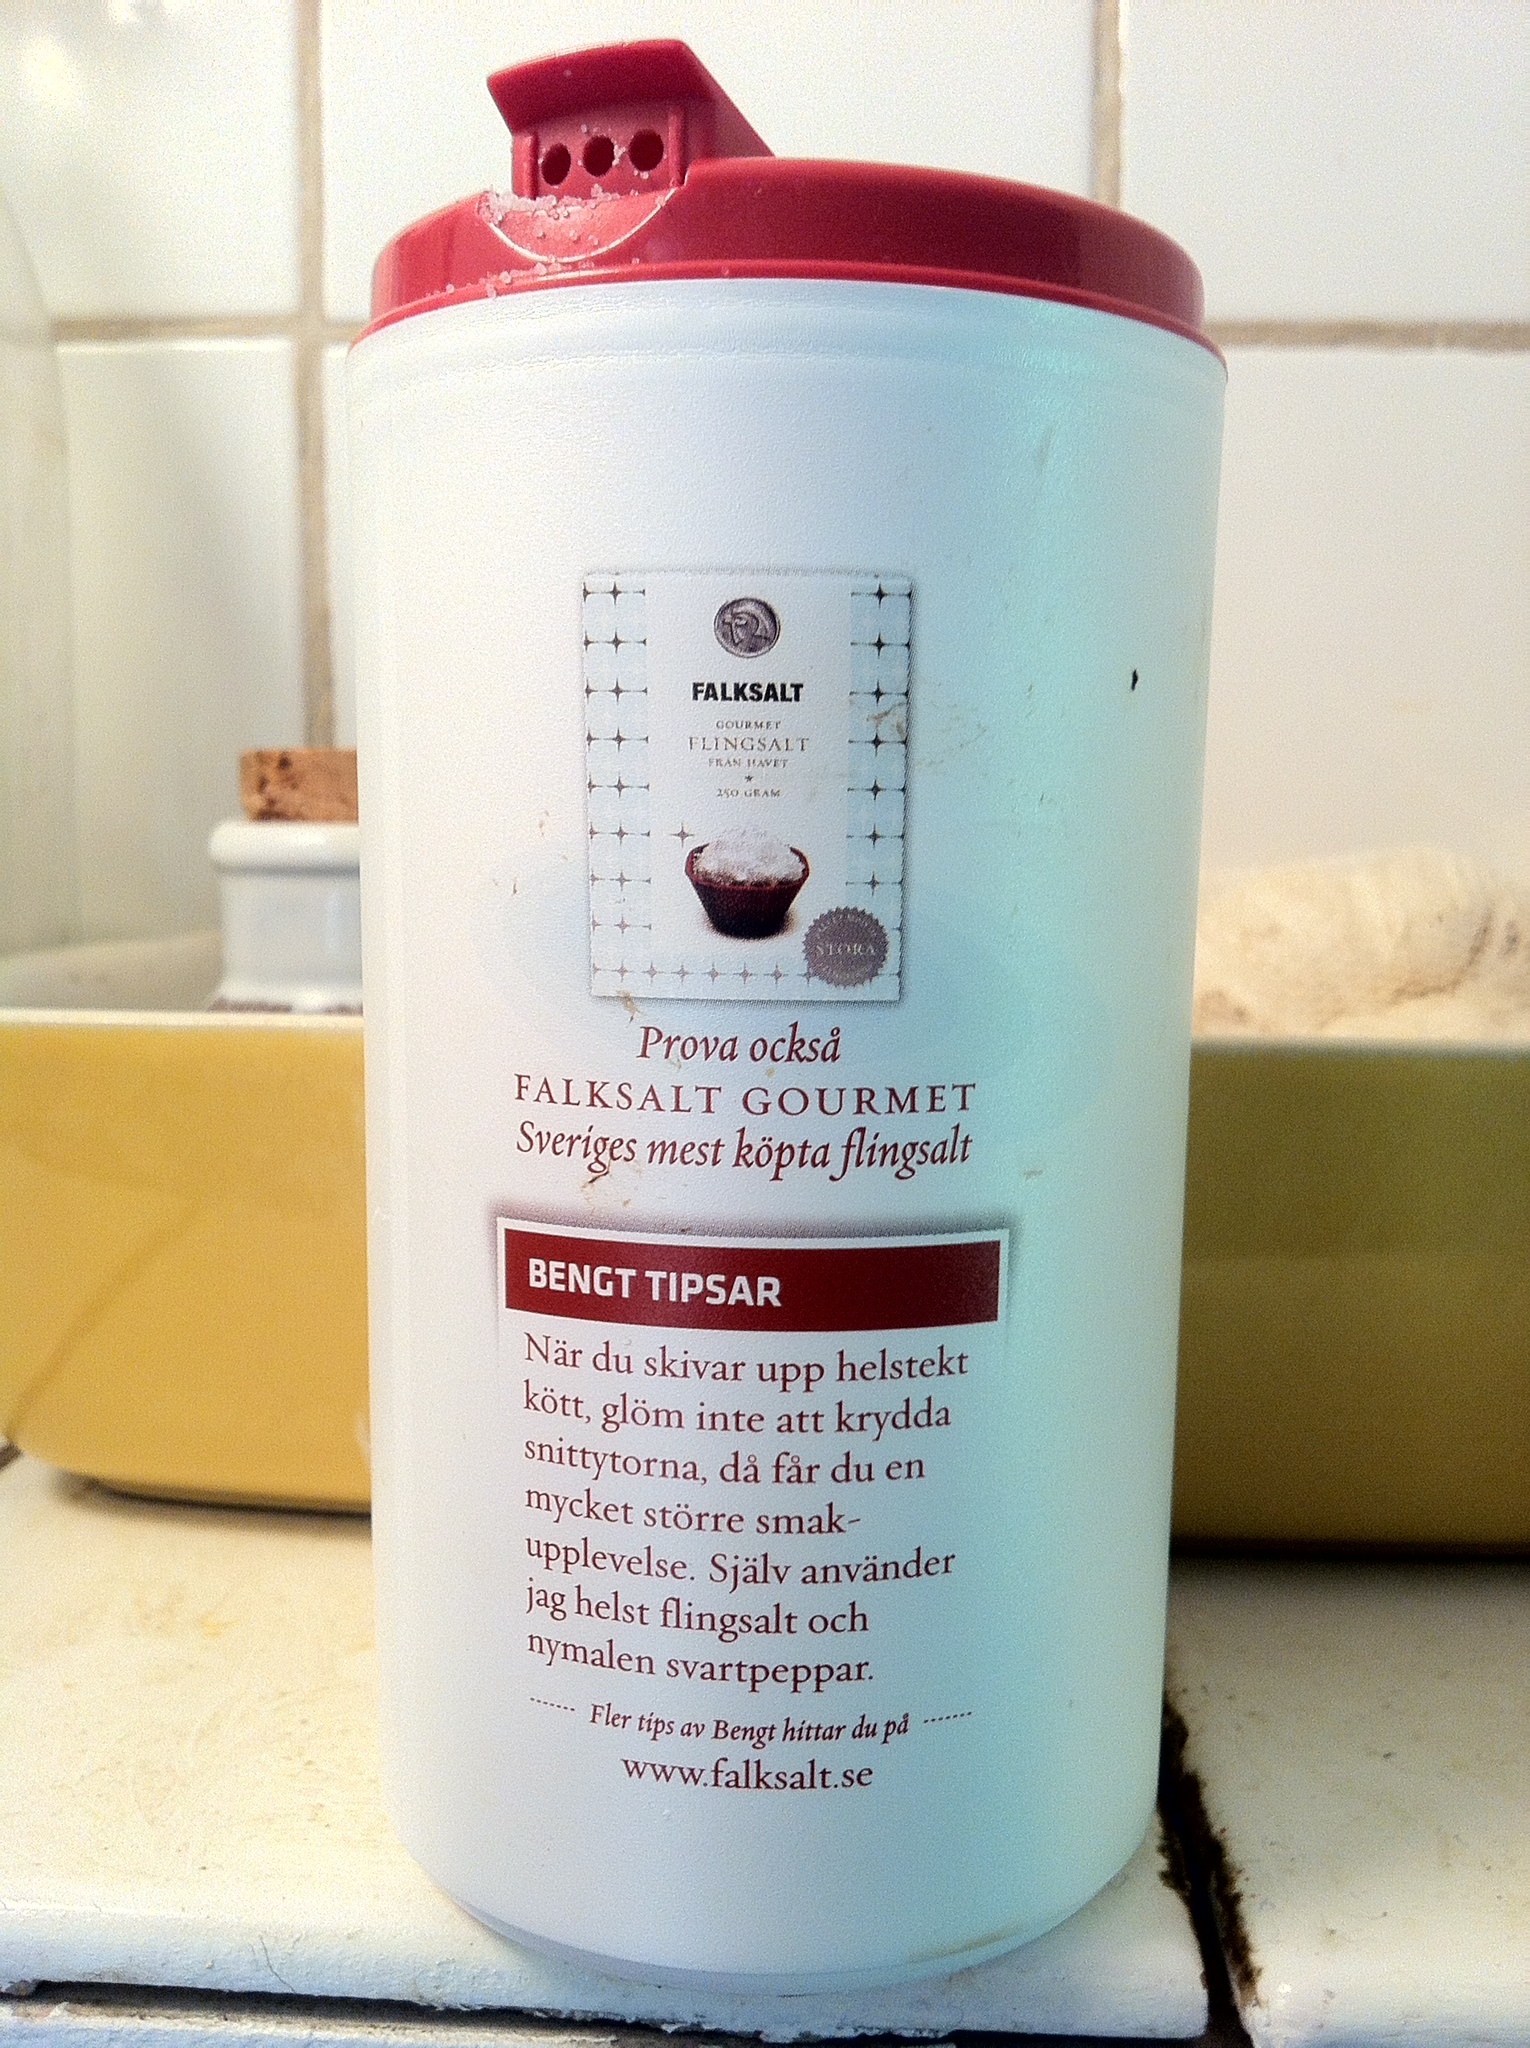 FALKSALT
GOURMET
FLINGSALT
FRÅN HAVET
250 GRAM
STORA
Prova också
FALKSALT GOURMET
Sveriges mest köpta flingsalt
BENGT TIPSAR
När du skivar upp helstekt
kött, glöm inte att krydda
snittytorna, då får du en
mycket större smak-
upplevelse. Själv använder
jag helst flingsalt och
nymalen svartpeppar.
Fler tips av Bengt hittar du på
www.falksalt.se